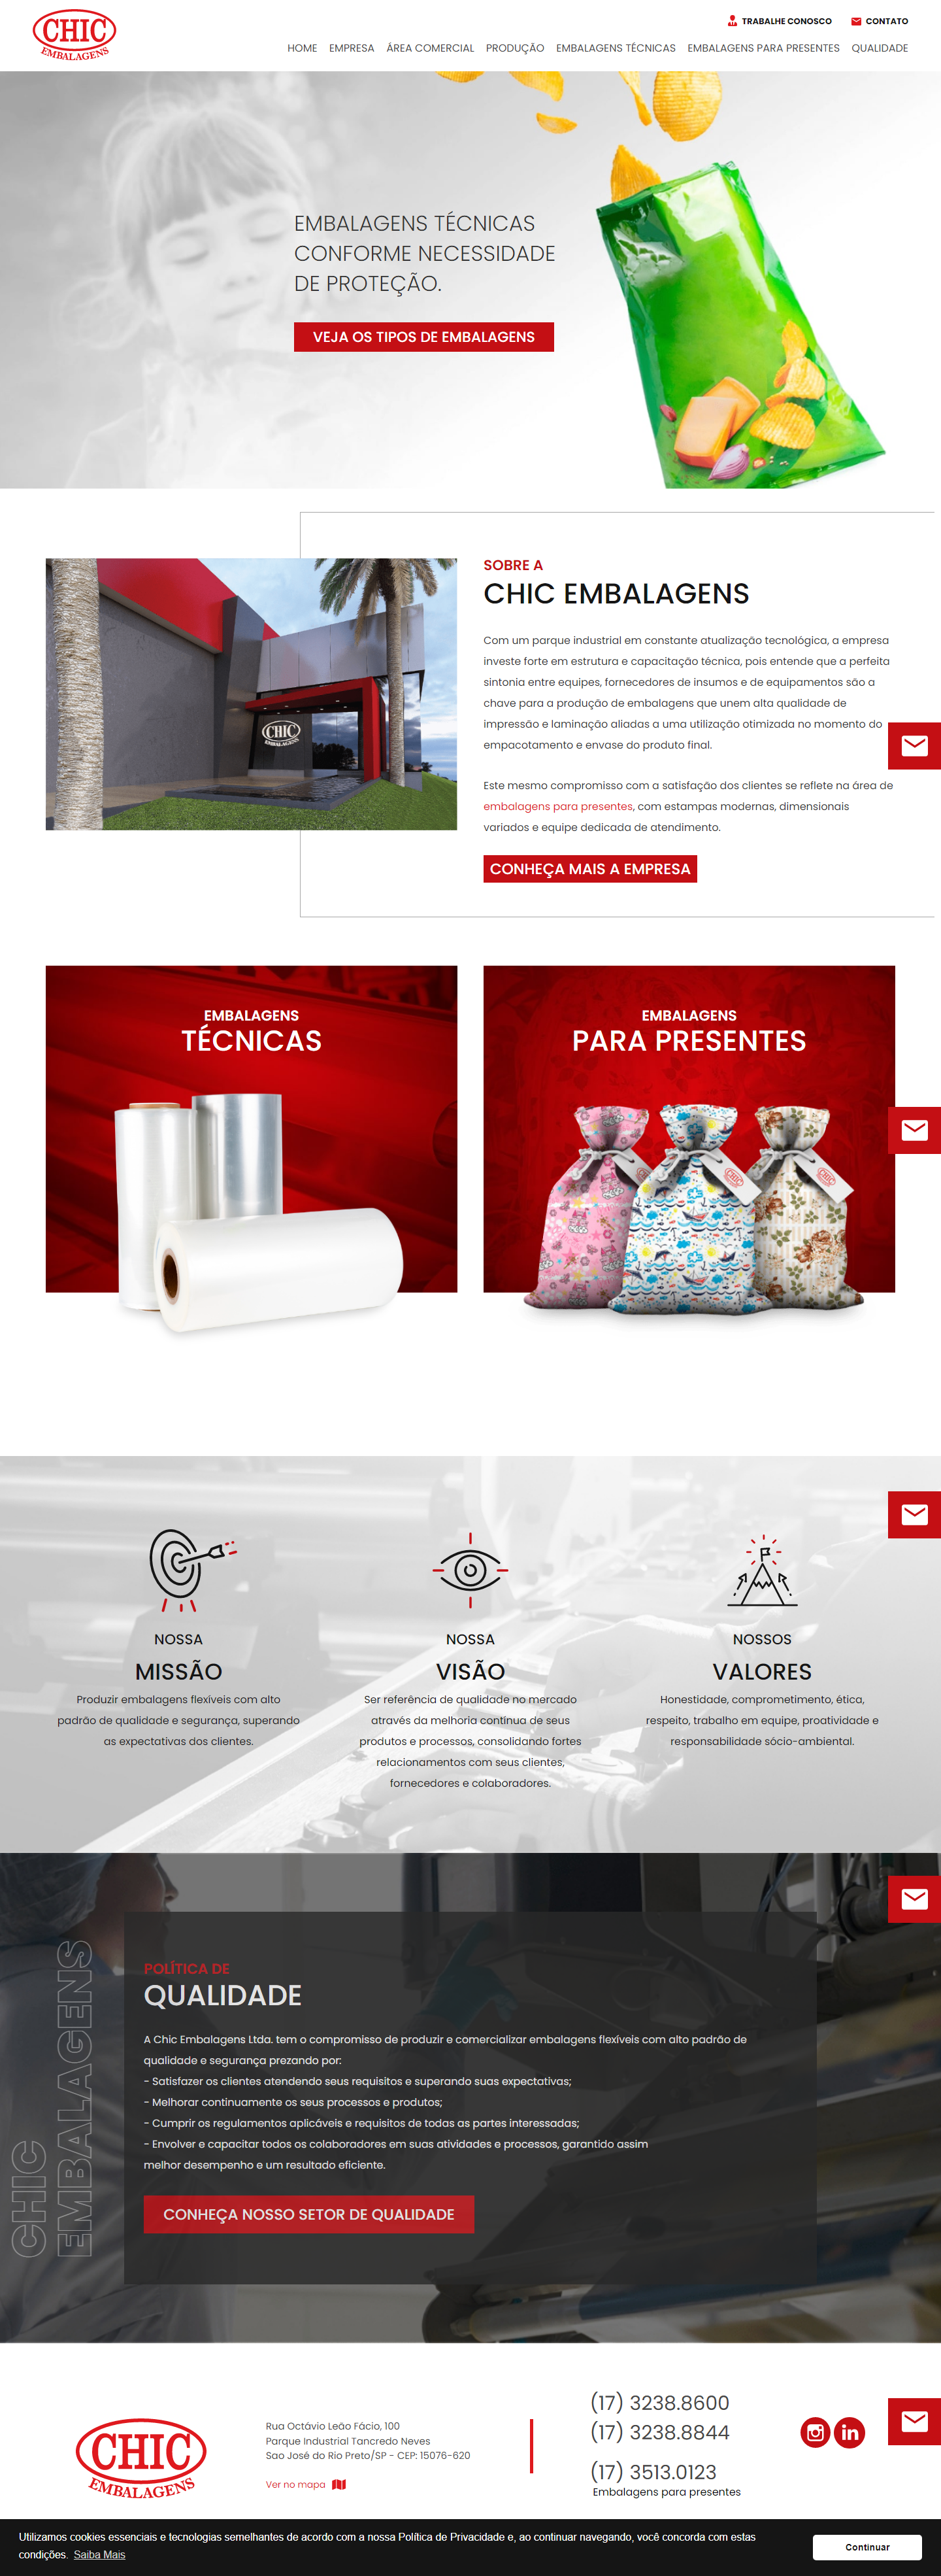 CHIC
EMBALAGENS
TRABALHE CONOSCO
CONTATO
HOME
EMPRESA
ÁREA COMERCIAL
PRODUÇÃO
EMBALAGENS TÉCNICAS
EMBALAGENS PARA PRESENTES
QUALIDADE
EMBALAGENS TÉCNICAS
CONFORME NECESSIDADE
DE PROTEÇÃO.
VEJA OS TIPOS DE EMBALAGENS
CHIC
EMBALAGENS
SOBRE A
CHIC EMBALAGENS
Com um parque industrial em constante atualização tecnológica, a empresa
investe forte em estrutura e capacitação técnica, pois entende que a perfeita
sintonia entre equipes, fornecedores de insumos e de equipamentos são a
chave para a produção de embalagens que unem alta qualidade de
impressão e laminação aliadas a uma utilização otimizada no momento do
empacotamento e envase do produto final.
Este mesmo compromisso com a satisfação dos clientes se reflete na área de
embalagens para presentes, com estampas modernas, dimensionais
variados e equipe dedicada de atendimento.
CONHEÇA MAIS A EMPRESA
EMBALAGENS
TÉCNICAS
EMBALAGENS
PARA PRESENTES
NOSSA
MISSÃO
Produzir embalagens flexíveis com alto
padrão de qualidade e segurança, superando
as expectativas dos clientes.
NOSSA
VISÃO
Ser referência de qualidade no mercado
através da melhoria contínua de seus
produtos e processos, consolidando fortes
relacionamentos com seus clientes,
fornecedores e colaboradores.
NOSSOS
VALORES
Honestidade, comprometimento, ética,
respeito, trabalho em equipe, proatividade e
responsabilidade sócio-ambiental.
CHIC
EMBALAGENS
POLÍTICA DE
QUALIDADE
A Chic Embalagens Ltda. tem o compromisso de produzir e comercializar embalagens flexíveis com alto padrão de
qualidade e segurança prezando por:
- Satisfazer os clientes atendendo seus requisitos e superando suas expectativas;
- Melhorar continuamente os seus processos e produtos;
- Cumprir os regulamentos aplicáveis e requisitos de todas as partes interessadas;
- Envolver e capacitar todos os colaboradores em suas atividades e processos, garantido assim
melhor desempenho e um resultado eficiente.
CONHEÇA NOSSO SETOR DE QUALIDADE
CHIC
EMBALAGENS
Rua Octávio Leão Fácio, 100
Parque Industrial Tancredo Neves
Sao José do Rio Preto/SP - CEP: 15076-620
Ver no mapa
(17) 3238.8600
(17) 3238.8844
(17) 3513.0123
Embalagens para presentes
in
Utilizamos cookies essenciais e tecnologias semelhantes de acordo com a nossa Política de Privacidade e, ao continuar navegando, você concorda com estas
condições. Saiba Mais
Continuar